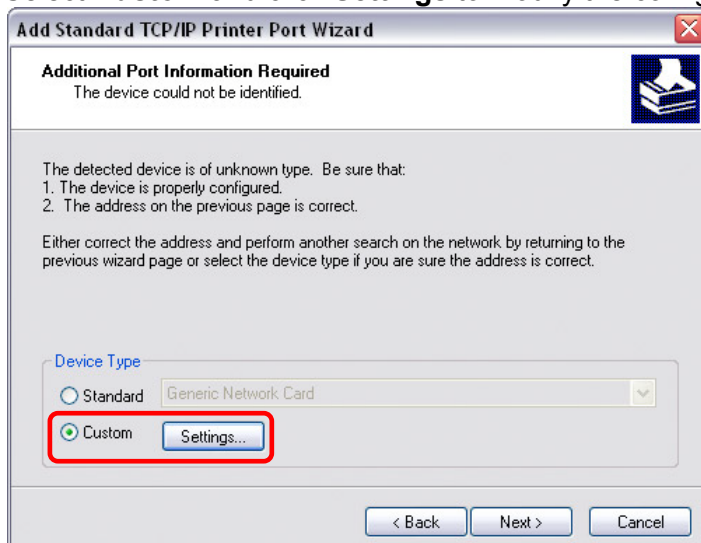 Add Standard TCP/IP Printer Port Wizard
Additional Port Information Required
The device could not be identified.
The detected device is of unknown type. Be sure that:
1. The device is properly configured.
2. The address on the previous page is correct.
Either correct the address and perform another search on the network by returning to the
previous wizard page or select the device type if you are sure the address is correct.
Device Type
Standard Generic Network Card
Custom Settings...
< Back Next > Cancel